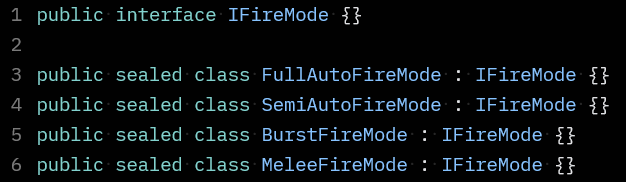 1 public interface IFireMode {}
2
3 public sealed class FullAutoFireMode : IFireMode {}
4 public sealed class SemiAutoFireMode : IFireMode {}
5 public sealed class BurstFireMode : IFireMode {}
6 public sealed class MeleeFireMode : IFireMode {}